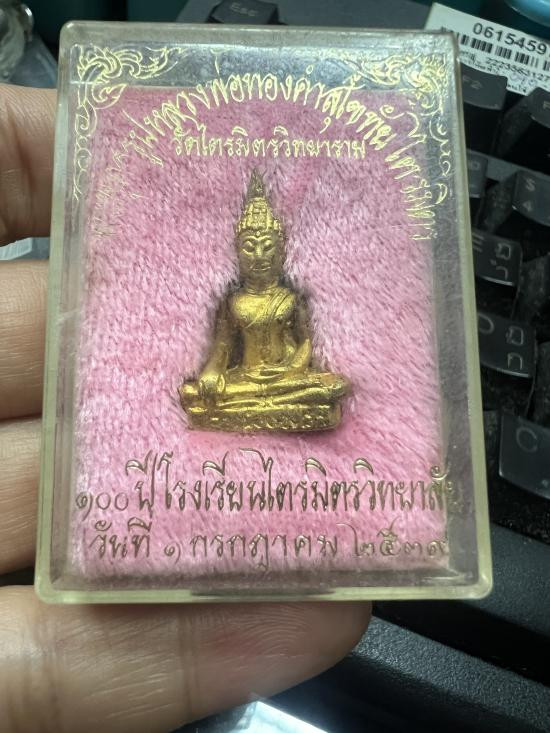 หลวงพ่อทองคำสุโขทัย ไตรมิตร
วัดไตรมิตรวิทยาราม
๑๐๐ ปี โรงเรียนไตรมิตรวิทยาลัย
วันที่ ๑ กรกฎาคม ๒๕๓๙
0615459
Esc
C